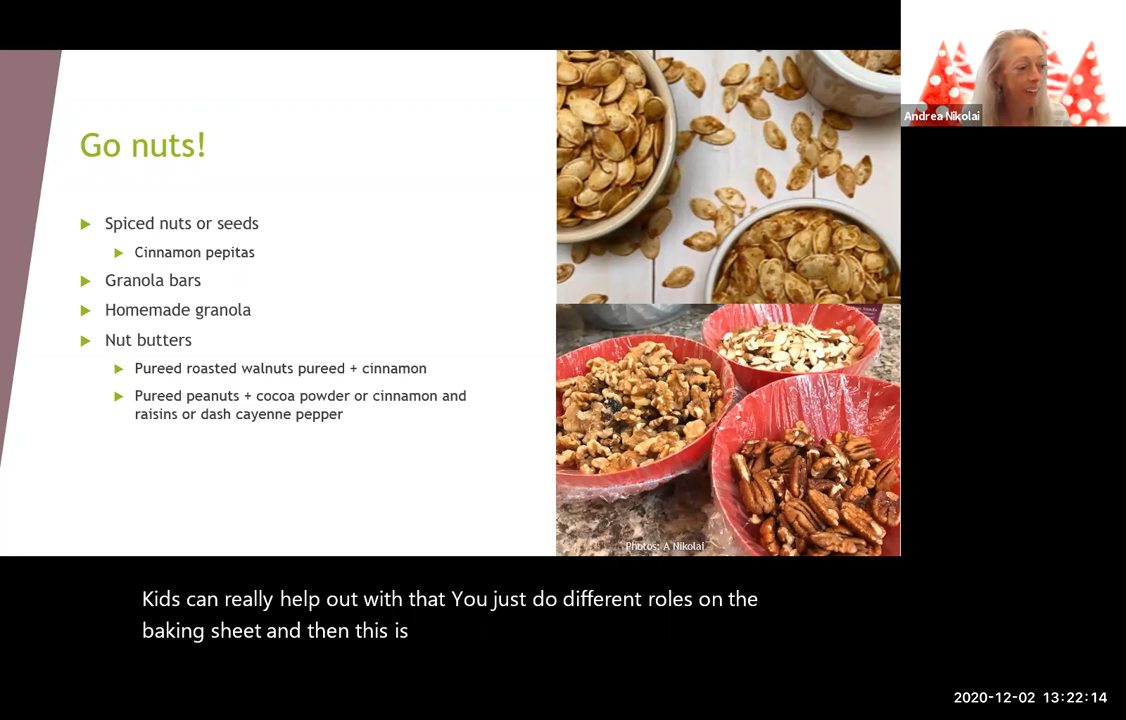 Go nuts!
Spiced nuts or seeds
Cinnamon pepitas
Granola bars
Homemade granola
Nut butters
Pureed roasted walnuts pureed + cinnamon
Pureed peanuts + cocoa powder or cinnamon and
raisins or dash cayenne pepper
Photos: A Nikolai
Andrea Nikolai
Kids can really help out with that You just do different roles on the
baking sheet and then this is
2020-12-02 13:22:14